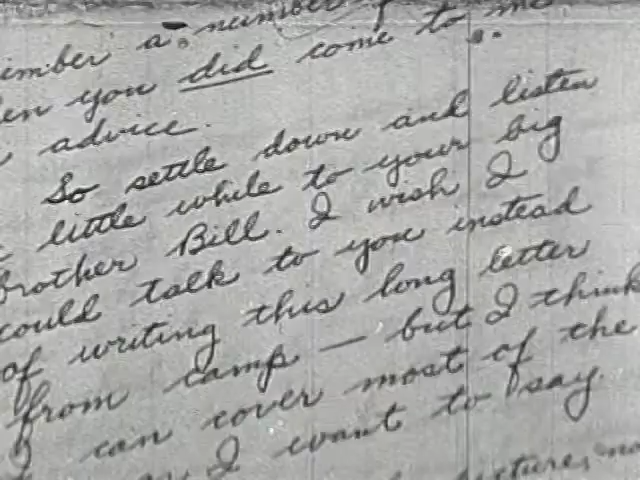 a number
you did come to me
advice.
So settle down and listen
little while to your big
brother Bill. I wish I
could talk to you instead
of writing this long letter
from camp — but I think
I can cover most of the
I want to say.